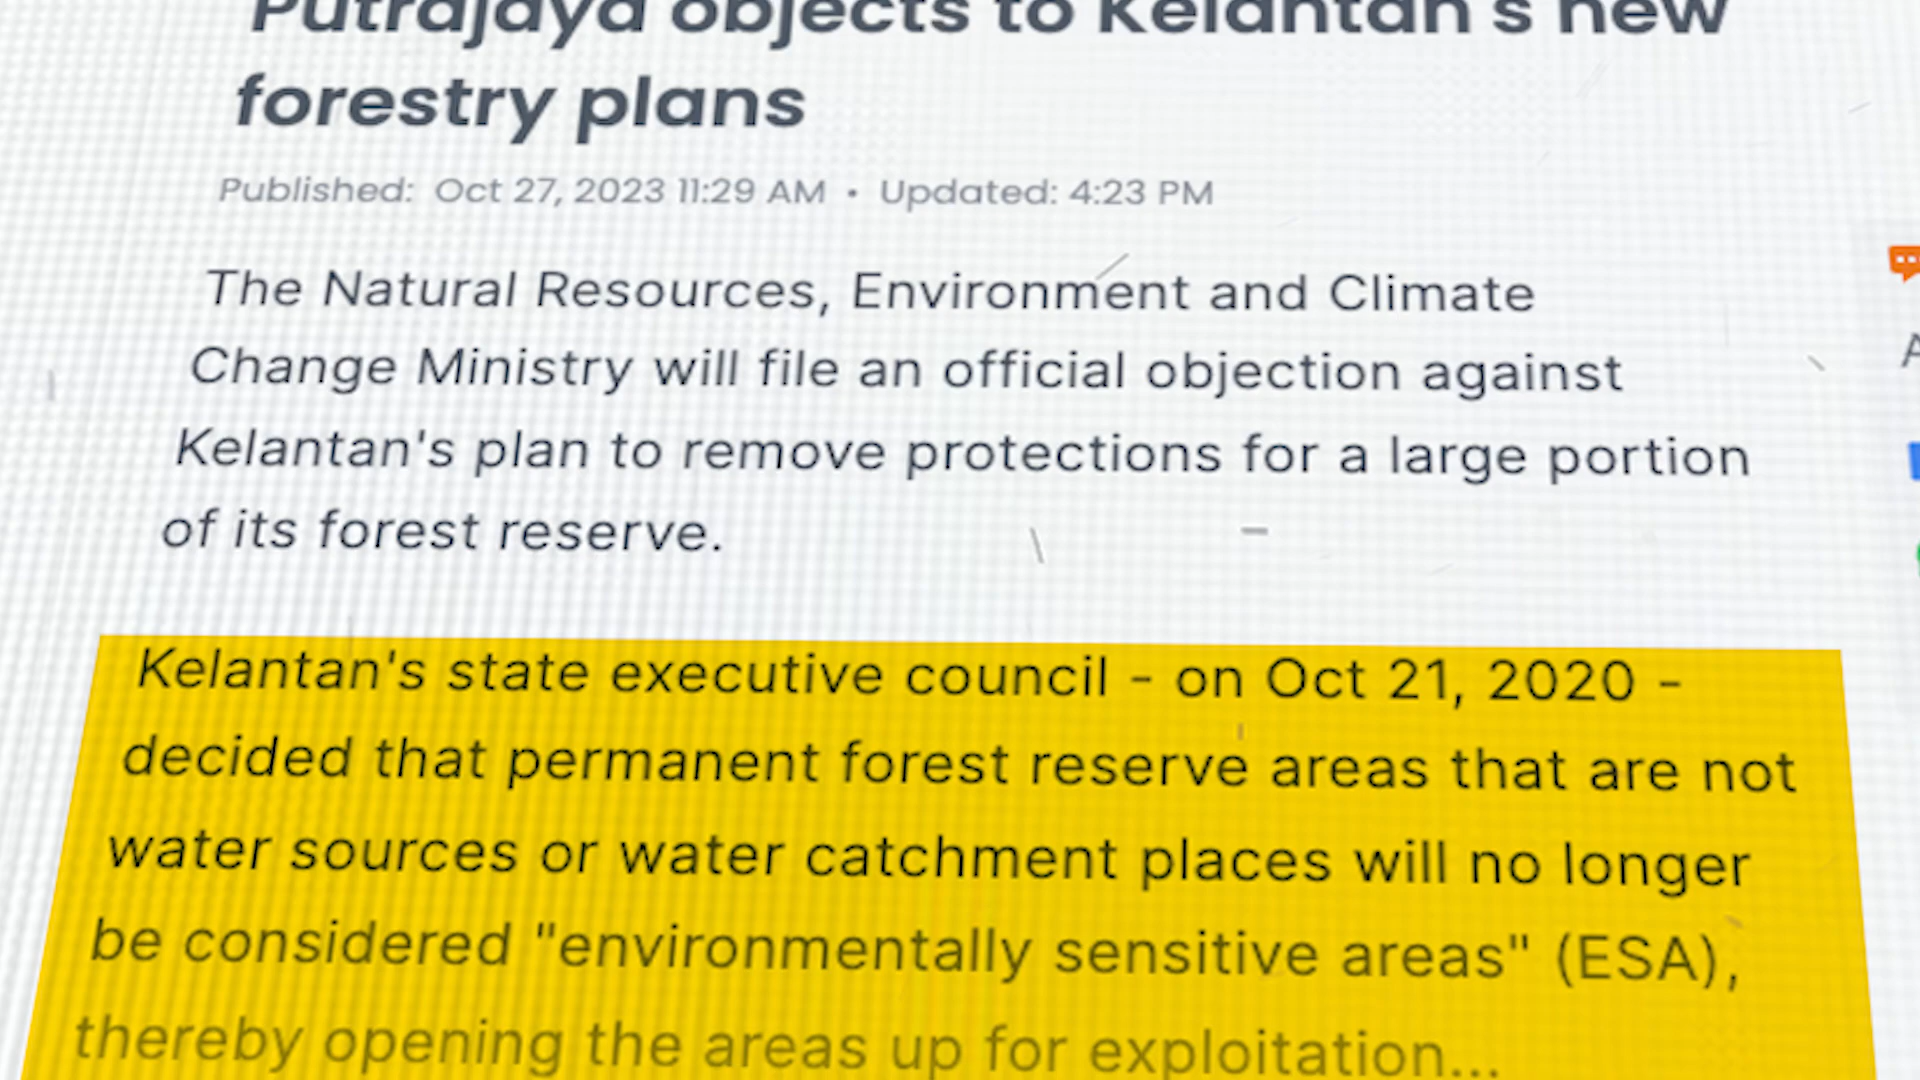 Putrajaya objects to Kelantan's new
forestry plans
Published: Oct 27, 2023 11:29 AM • Updated: 4:23 PM
The Natural Resources, Environment and Climate
Change Ministry will file an official objection against
Kelantan's plan to remove protections for a large portion
of its forest reserve.
Kelantan's state executive council - on Oct 21, 2020 -
decided that permanent forest reserve areas that are not
water sources or water catchment places will no longer
be considered "environmentally sensitive areas" (ESA),
thereby opening the areas up for exploitation...